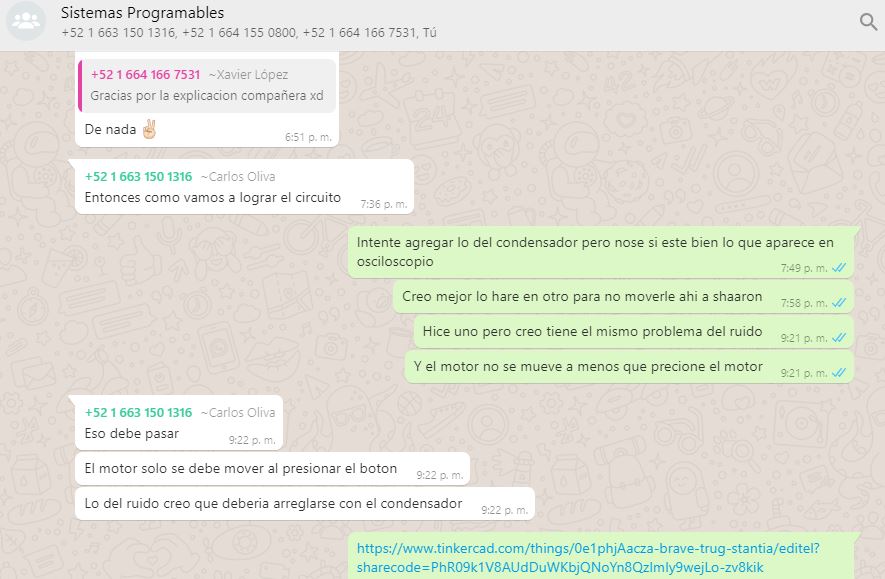 Sistemas Programables
+52 1 663 150 1316, +52 1 664 155 0800, +52 1 664 166 7531, Tú
+52 1 664 166 7531 ~Xavier López
Gracias por la explicacion compañera xd
De nada ✌🏻
6:51 p. m.
+52 1 663 150 1316 ~Carlos Oliva
Entonces como vamos a lograr el circuito
7:36 p. m.
Intente agregar lo del condensador pero nose si este bien lo que aparece en
osciloscopio
7:49 p. m.
Creo mejor lo hare en otro para no moverle ahi a shaaron
7:58 p. m.
Hice uno pero creo tiene el mismo problema del ruido
9:21 p. m.
Y el motor no se mueve a menos que precione el motor
9:21 p. m.
+52 1 663 150 1316 ~Carlos Oliva
Eso debe pasar
9:22 p. m.
El motor solo se debe mover al presionar el boton
9:22 p. m.
Lo del ruido creo que deberia arreglarse con el condensador
9:22 p. m.
https://www.tinkercad.com/things/0e1phjAacza-brave-trug-stantia/editel?
sharecode=PhR09k1V8AUdDuWKbjQNoYn8QzImly9wejLo-zv8kik